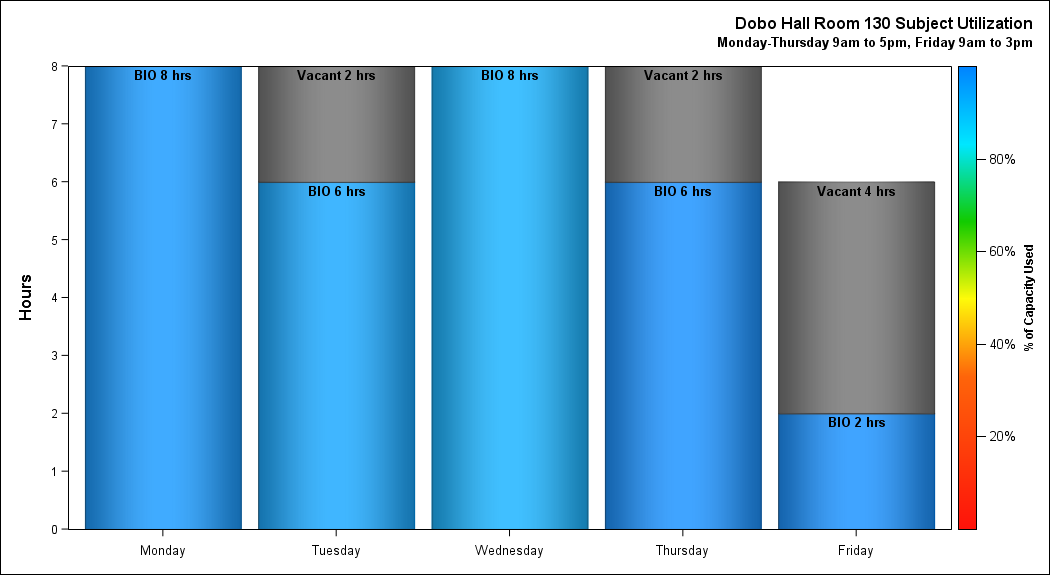 Dobo Hall Room 130 Subject Utilization
Monday-Thursday 9am to 5pm, Friday 9am to 3pm
8
7
6
5
4
3
2
1
0
Hours
BIO 8 hrs
Vacant 2 hrs
BIO 6 hrs
BIO 8 hrs
Vacant 2 hrs
BIO 6 hrs
Vacant 4 hrs
BIO 2 hrs
Monday
Tuesday
Wednesday
Thursday
Friday
80%
60%
40%
20%
% of Capacity Used